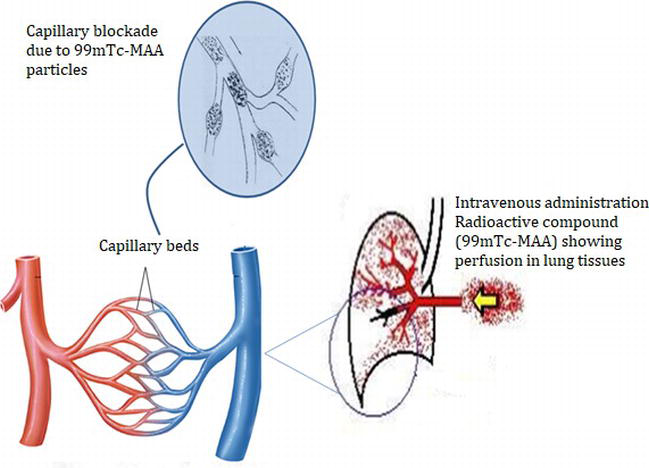 Capillary blockade
due to 99mTc-MAA
particles
Capillary beds
Intravenous administration
Radioactive compound
(99mTc-MAA) showing
perfusion in lung tissues